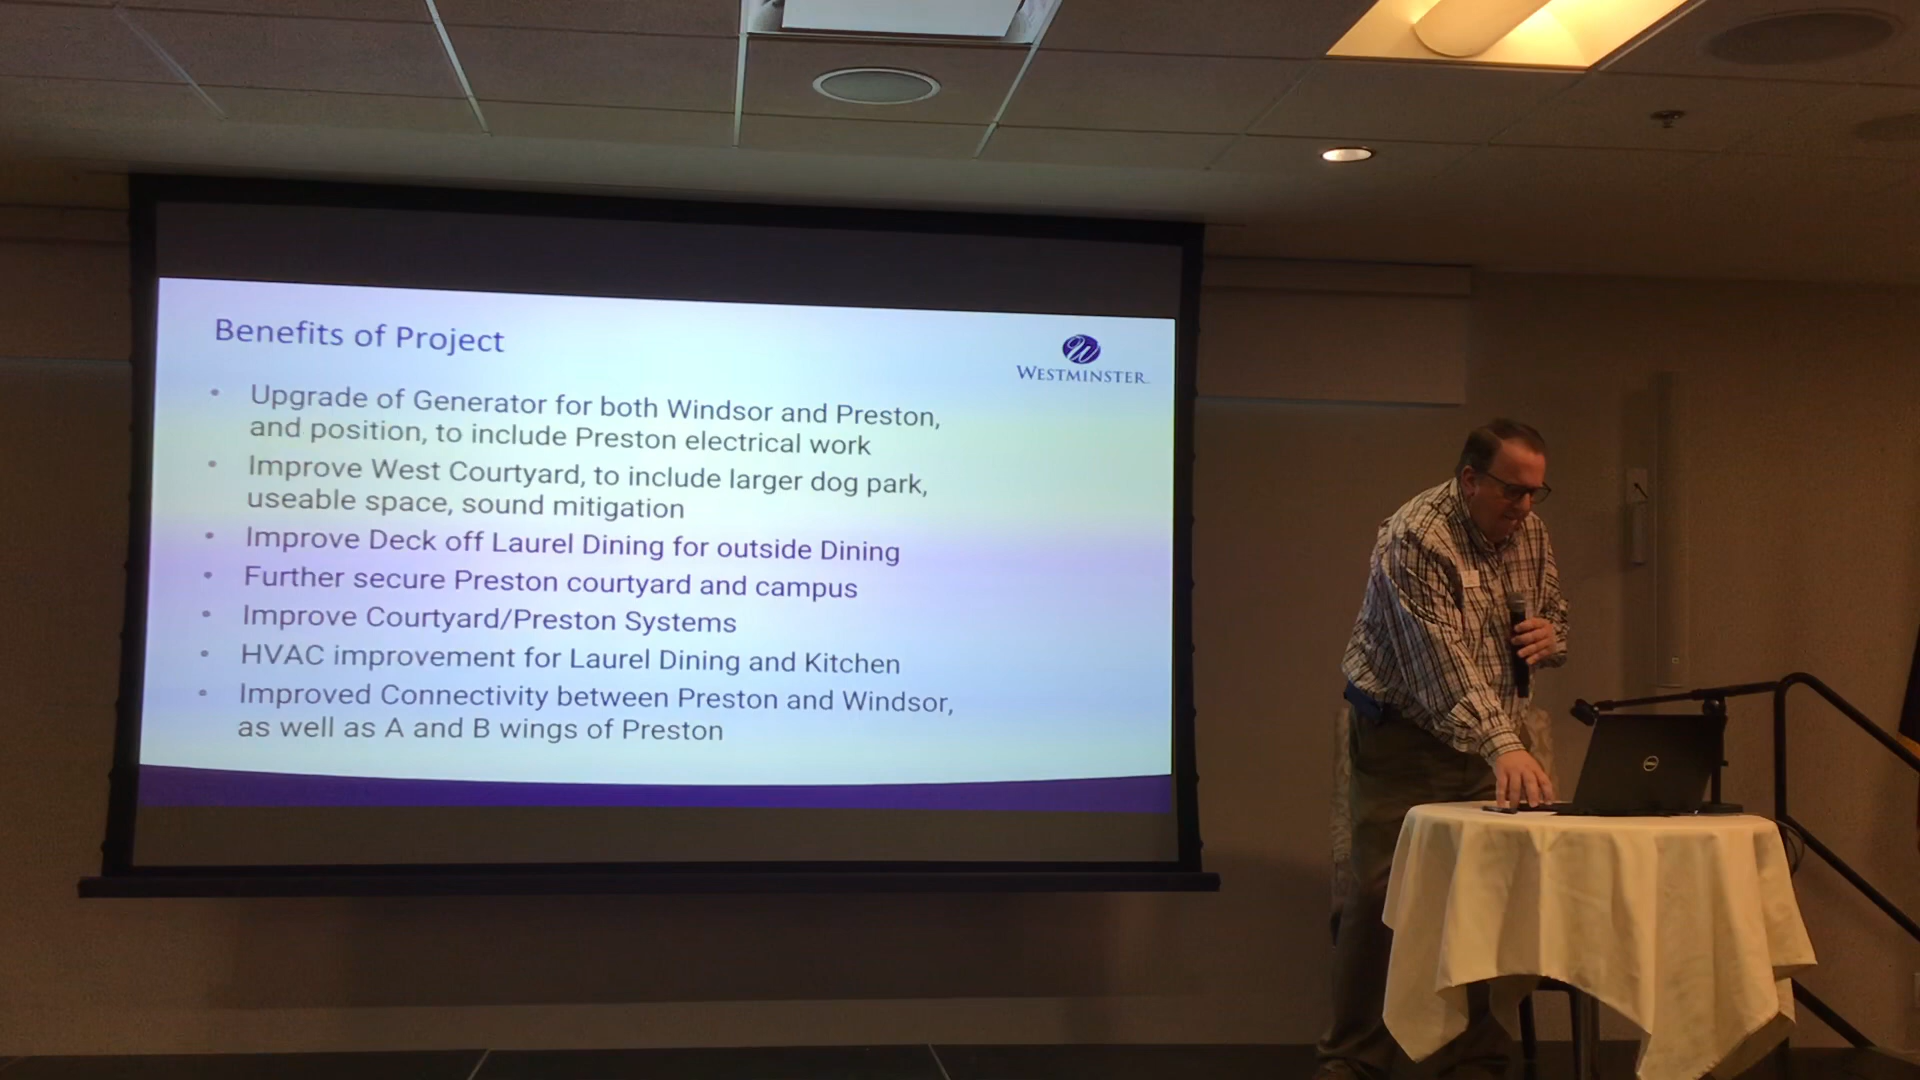 Benefits of Project
W
WESTMINSTER
• Upgrade of Generator for both Windsor and Preston,
and position, to include Preston electrical work
• Improve West Courtyard, to include larger dog park,
useable space, sound mitigation
• Improve Deck off Laurel Dining for outside Dining
• Further secure Preston courtyard and campus
• Improve Courtyard/Preston Systems
• HVAC improvement for Laurel Dining and Kitchen
• Improved Connectivity between Preston and Windsor,
as well as A and B wings of Preston
DELL